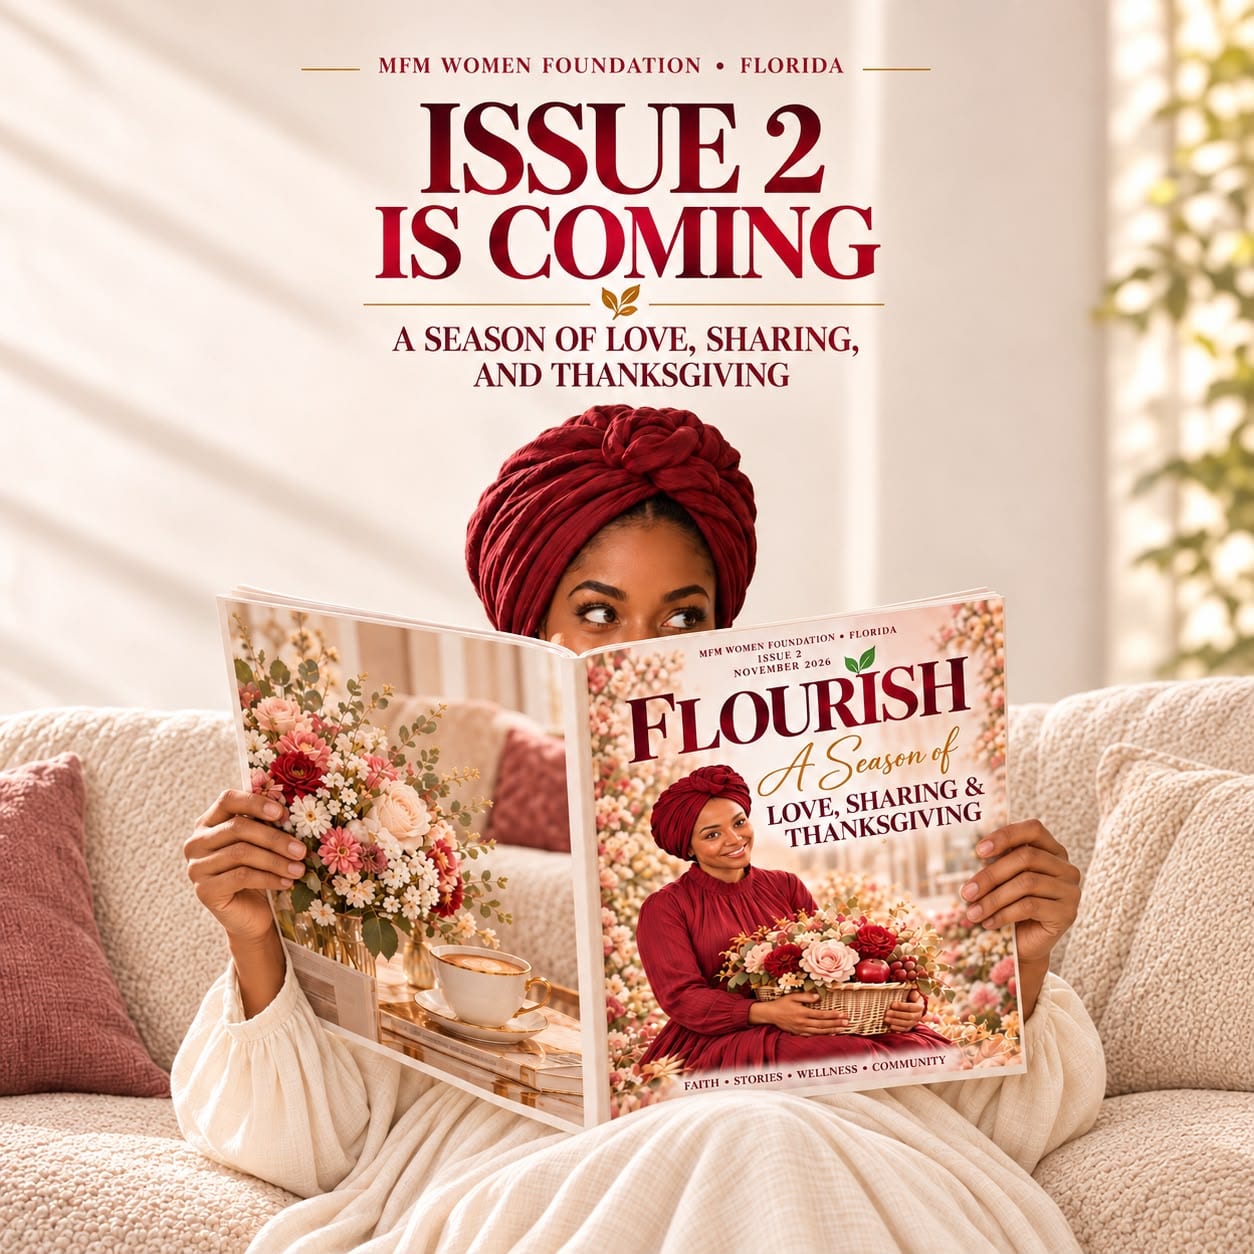 MFM WOMEN FOUNDATION • FLORIDA
ISSUE 2
IS COMING
A SEASON OF LOVE, SHARING,
AND THANKSGIVING
MFM WOMEN FOUNDATION • FLORIDA
ISSUE 2
NOVEMBER 2026
FLOURISH
A Season of
LOVE, SHARING &
THANKSGIVING
FAITH • STORIES • WELLNESS • COMMUNITY